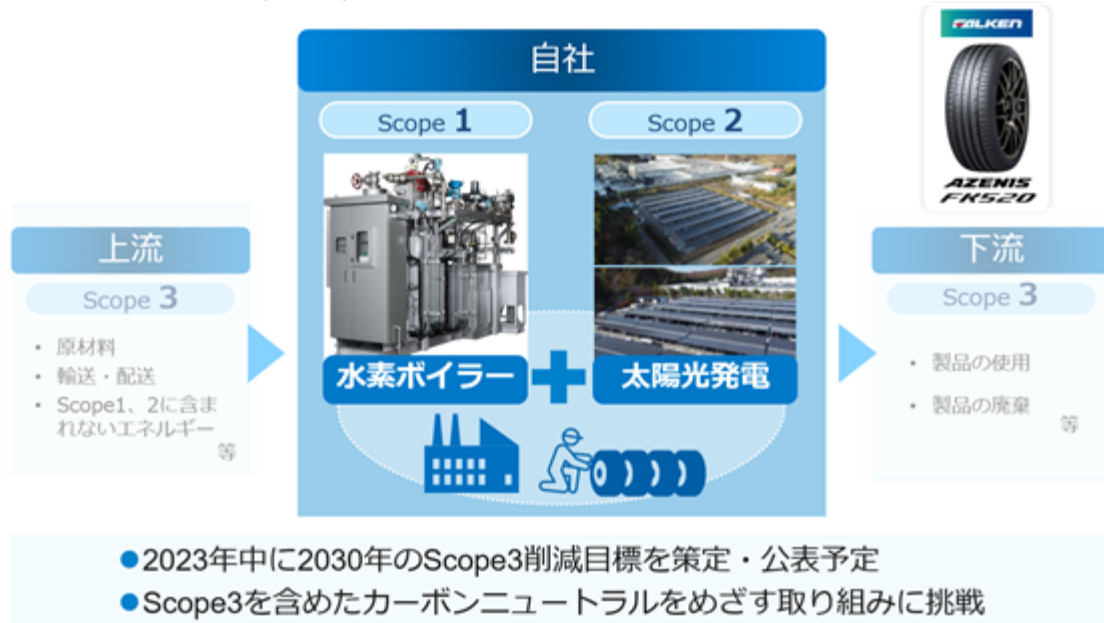 FALKEN
AZENIS
FK520
自社
Scope 1
Scope 2
水素ボイラー
太陽光発電
上流
Scope 3
• 原材料
• 輸送・配送
• Scope1、2に含ま
れないエネルギー
等
下流
Scope 3
• 製品の使用
• 製品の廃棄
等
●2023年中に2030年のScope3削減目標を策定・公表予定
●Scope3を含めたカーボンニュートラルをめざす取り組みに挑戦